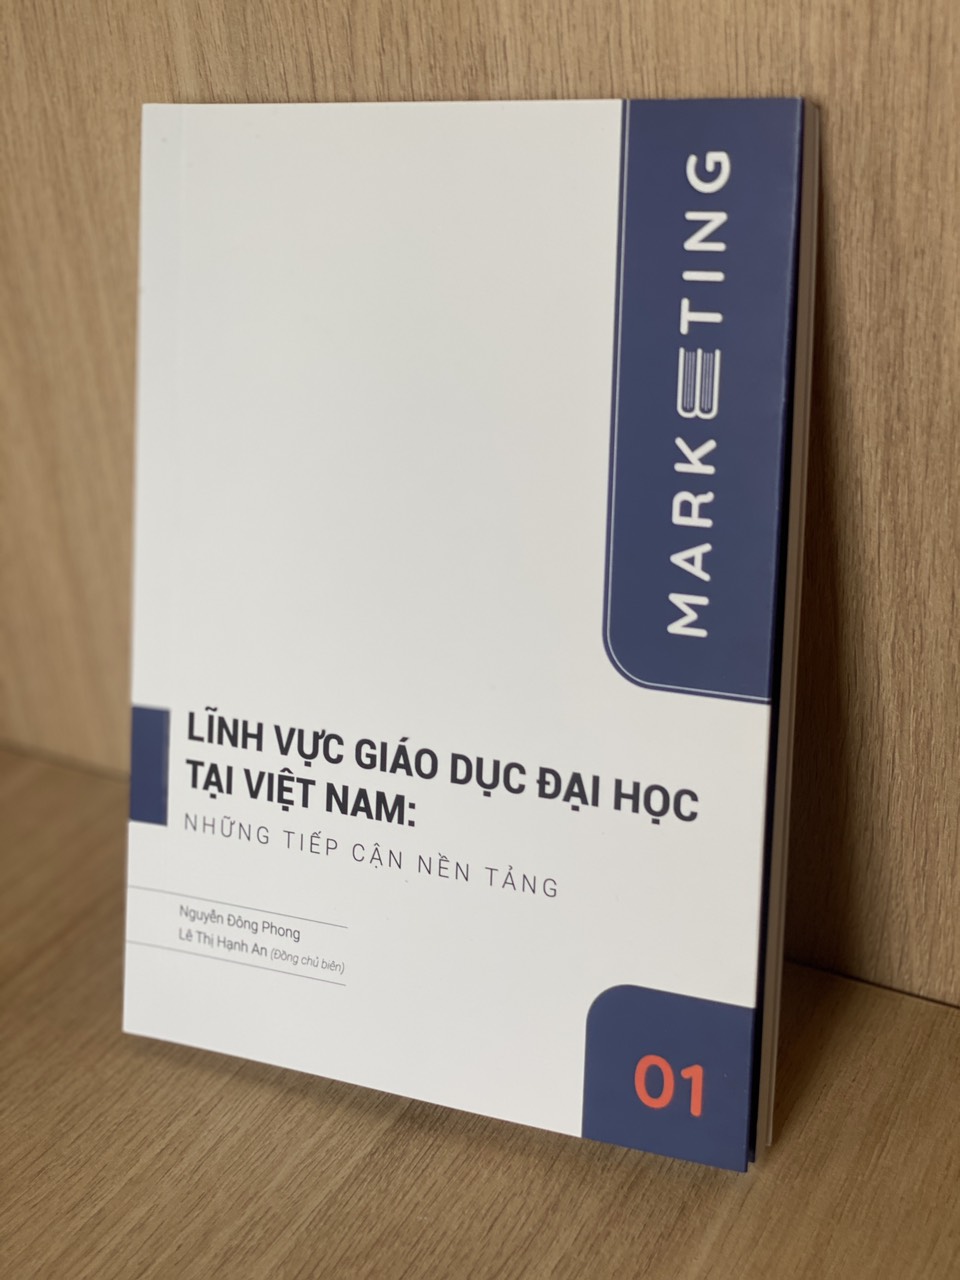 MARKETING
LĨNH VỰC GIÁO DỤC ĐẠI HỌC
TẠI VIỆT NAM:
NHỮNG TIẾP CẬN NỀN TẢNG
Nguyễn Đông Phong
Lê Thị Hạnh An (Đồng chủ biên)
01